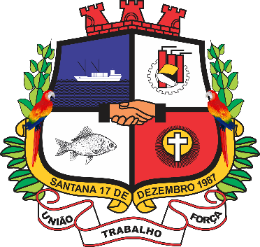 SANTANA 17 DE DEZEMBRO 1987
UNIÃO TRABALHO FORÇA